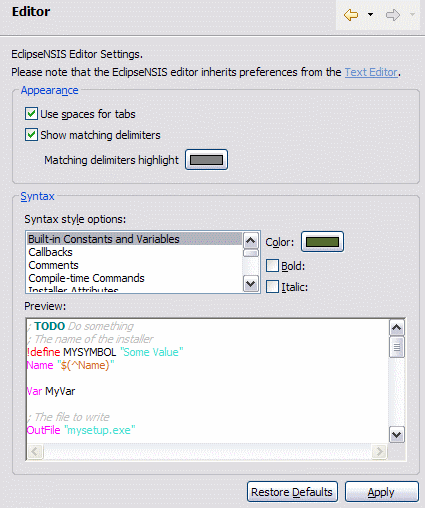 Editor
EclipseNSIS Editor Settings.
Please note that the EclipseNSIS editor inherits preferences from the Text Editor.
Appearance
Use spaces for tabs
Show matching delimiters
Matching delimiters highlight
Syntax
Syntax style options:
Built-in Constants and Variables
Callbacks
Comments
Compile-time Commands
Installer Attributes
Color:
Bold:
Italic:
Preview:
; TODO Do something
; The name of the installer
!define MYSYMBOL "Some Value"
Name "$(^Name)"
Var MyVar
; The file to write
OutFile "mysetup.exe"
Restore Defaults
Apply